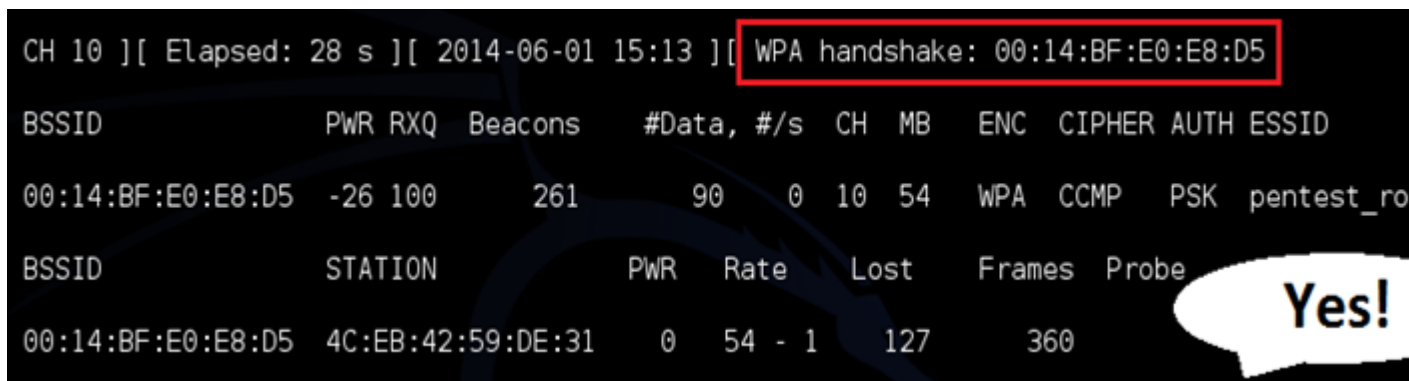 CH 10 ][ Elapsed: 28 s ][ 2014-06-01 15:13 ][ WPA handshake: 00:14:BF:E0:E8:D5
BSSID PWR RXQ Beacons #Data, #/s CH MB ENC CIPHER AUTH ESSID
00:14:BF:E0:E8:D5 -26 100 261 90 0 10 54 WPA CCMP PSK pentest_ro
BSSID STATION PWR Rate Lost Frames Probe
00:14:BF:E0:E8:D5 4C:EB:42:59:DE:31 0 54 - 1 127 360
Yes!